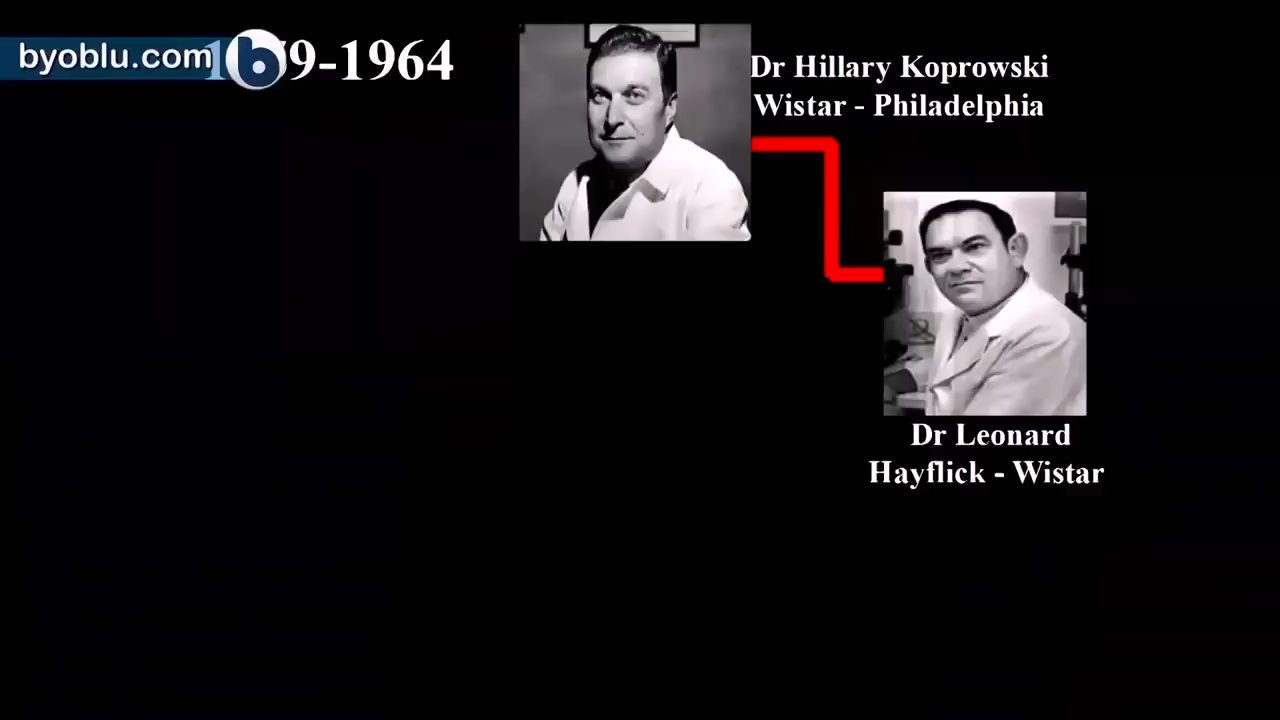 byoblu.com
9-1964
Dr Hillary Koprowski
Wistar - Philadelphia
Dr Leonard
Hayflick - Wistar